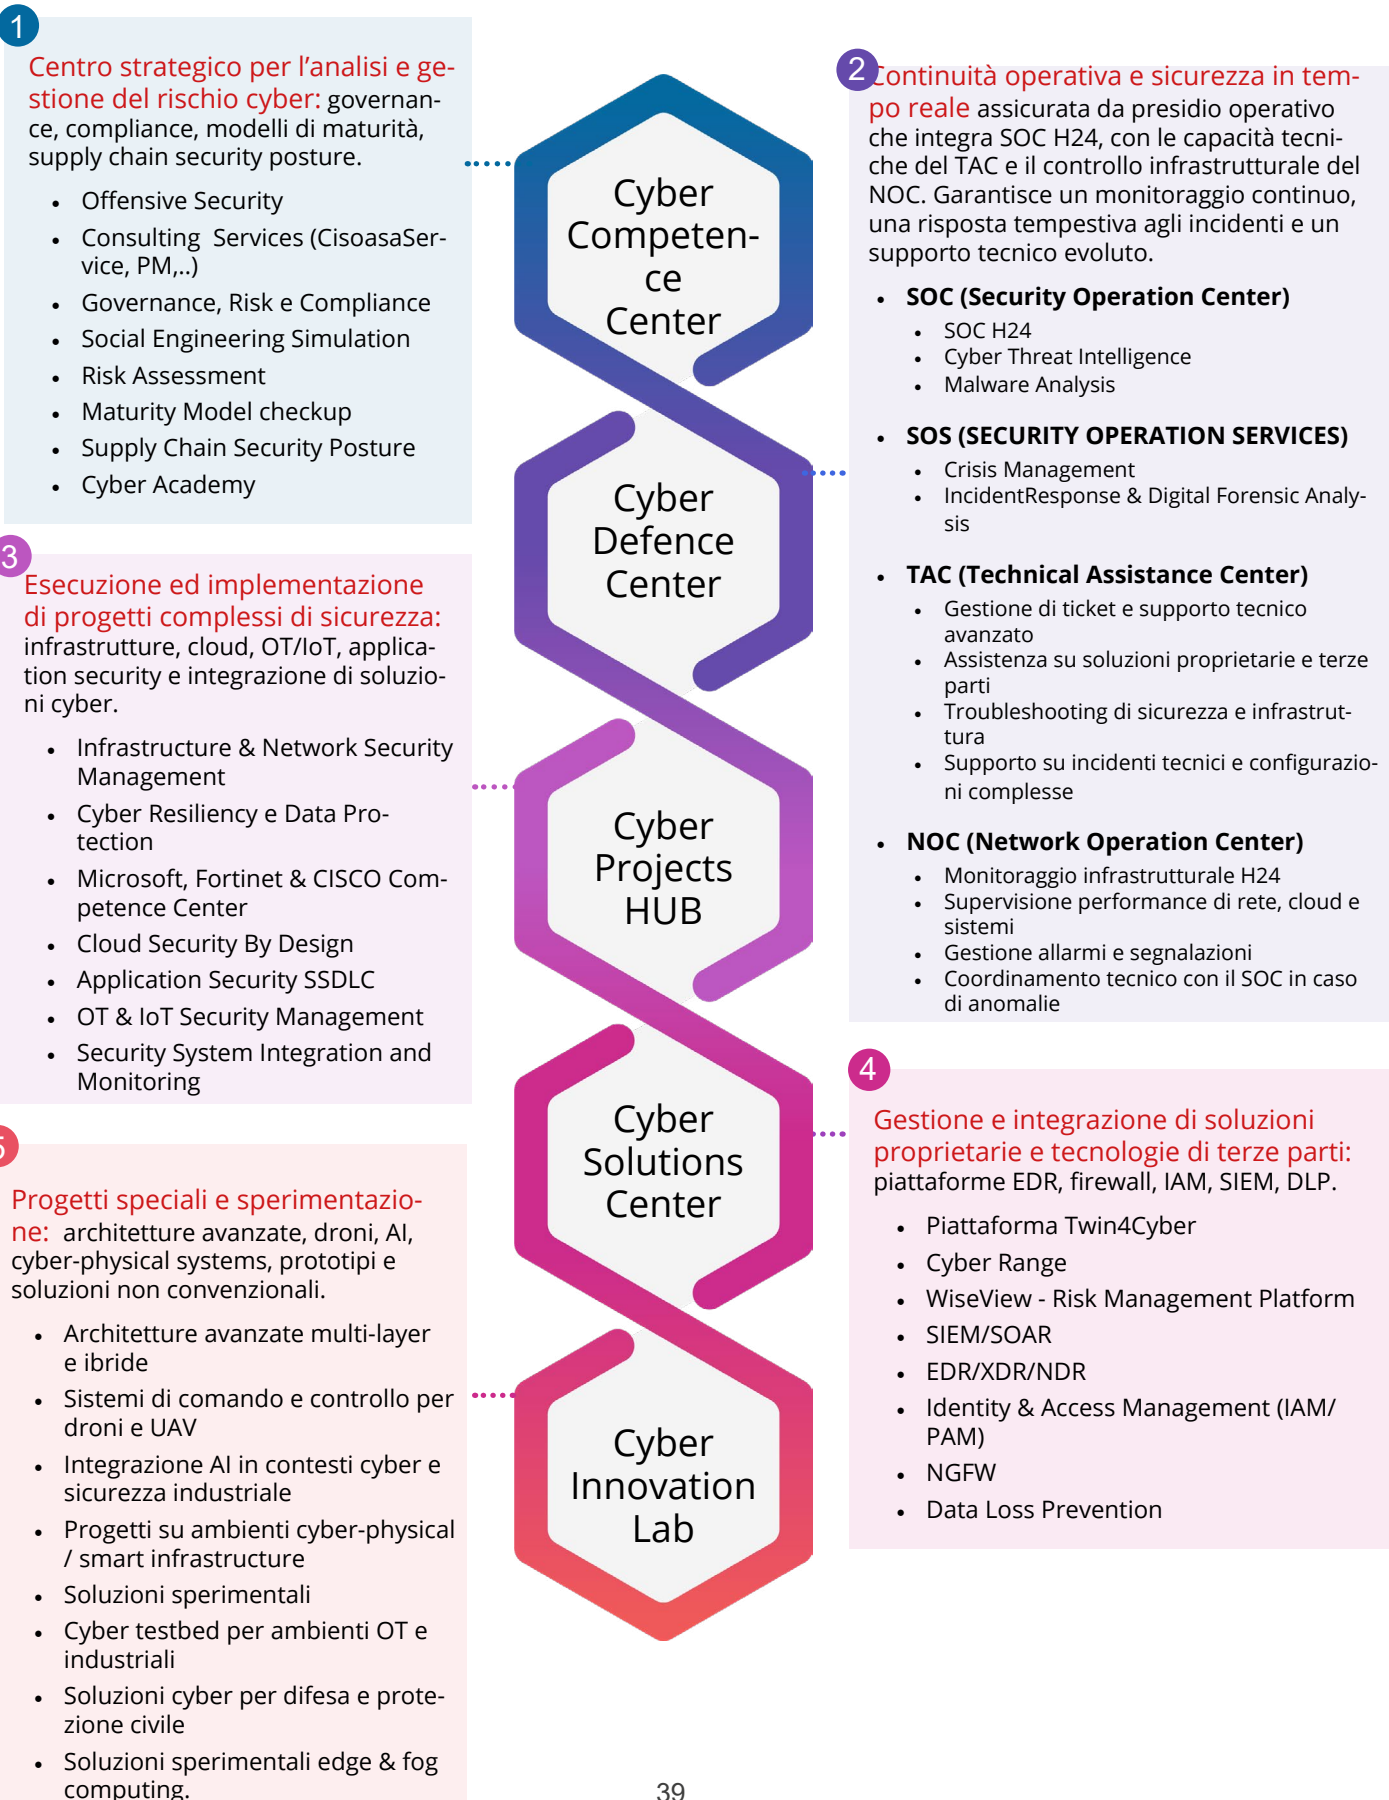 1
Centro strategico per l'analisi e ge-
stione del rischio cyber: governan-
ce, compliance, modelli di maturità,
supply chain security posture.
• Offensive Security
• Consulting Services (CisoasaSer-
vice, PM,..)
• Governance, Risk e Compliance
• Social Engineering Simulation
• Risk Assessment
• Maturity Model checkup
• Supply Chain Security Posture
• Cyber Academy
Cyber
Competen-
ce
Center
2
Continuità operativa e sicurezza in tem-
po reale assicurata da presidio operativo
che integra SOC H24, con le capacità tecni-
che del TAC e il controllo infrastrutturale del
NOC. Garantisce un monitoraggio continuo,
una risposta tempestiva agli incidenti e un
supporto tecnico evoluto.
• SOC (Security Operation Center)
• SOC H24
• Cyber Threat Intelligence
• Malware Analysis
• SOS (SECURITY OPERATION SERVICES)
• Crisis Management
• IncidentResponse & Digital Forensic Analy-
sis
• TAC (Technical Assistance Center)
• Gestione di ticket e supporto tecnico
avanzato
• Assistenza su soluzioni proprietarie e terze
parti
• Troubleshooting di sicurezza e infrastrut-
tura
• Supporto su incidenti tecnici e configurazio-
ni complesse
• NOC (Network Operation Center)
• Monitoraggio infrastrutturale H24
• Supervisione performance di rete, cloud e
sistemi
• Gestione allarmi e segnalazioni
• Coordinamento tecnico con il SOC in caso
di anomalie
Cyber
Defence
Center
3
Esecuzione ed implementazione
di progetti complessi di sicurezza:
infrastrutture, cloud, OT/IoT, applica-
tion security e integrazione di soluzio-
ni cyber.
• Infrastructure & Network Security
Management
• Cyber Resiliency e Data Pro-
tection
• Microsoft, Fortinet & CISCO Com-
petence Center
• Cloud Security By Design
• Application Security SSDLC
• OT & IoT Security Management
• Security System Integration and
Monitoring
Cyber
Projects
HUB
4
Gestione e integrazione di soluzioni
proprietarie e tecnologie di terze parti:
piattaforme EDR, firewall, IAM, SIEM, DLP.
• Piattaforma Twin4Cyber
• Cyber Range
• WiseView - Risk Management Platform
• SIEM/SOAR
• EDR/XDR/NDR
• Identity & Access Management (IAM/
PAM)
• NGFW
• Data Loss Prevention
Cyber
Solutions
Center
5
Progetti speciali e sperimentazio-
ne: architetture avanzate, droni, AI,
cyber-physical systems, prototipi e
soluzioni non convenzionali.
• Architetture avanzate multi-layer
e ibride
• Sistemi di comando e controllo per
droni e UAV
• Integrazione AI in contesti cyber e
sicurezza industriale
• Progetti su ambienti cyber-physical
/ smart infrastructure
• Soluzioni sperimentali
• Cyber testbed per ambienti OT e
industriali
• Soluzioni cyber per difesa e prote-
zione civile
• Soluzioni sperimentali edge & fog
computing.
Cyber
Innovation
Lab
39